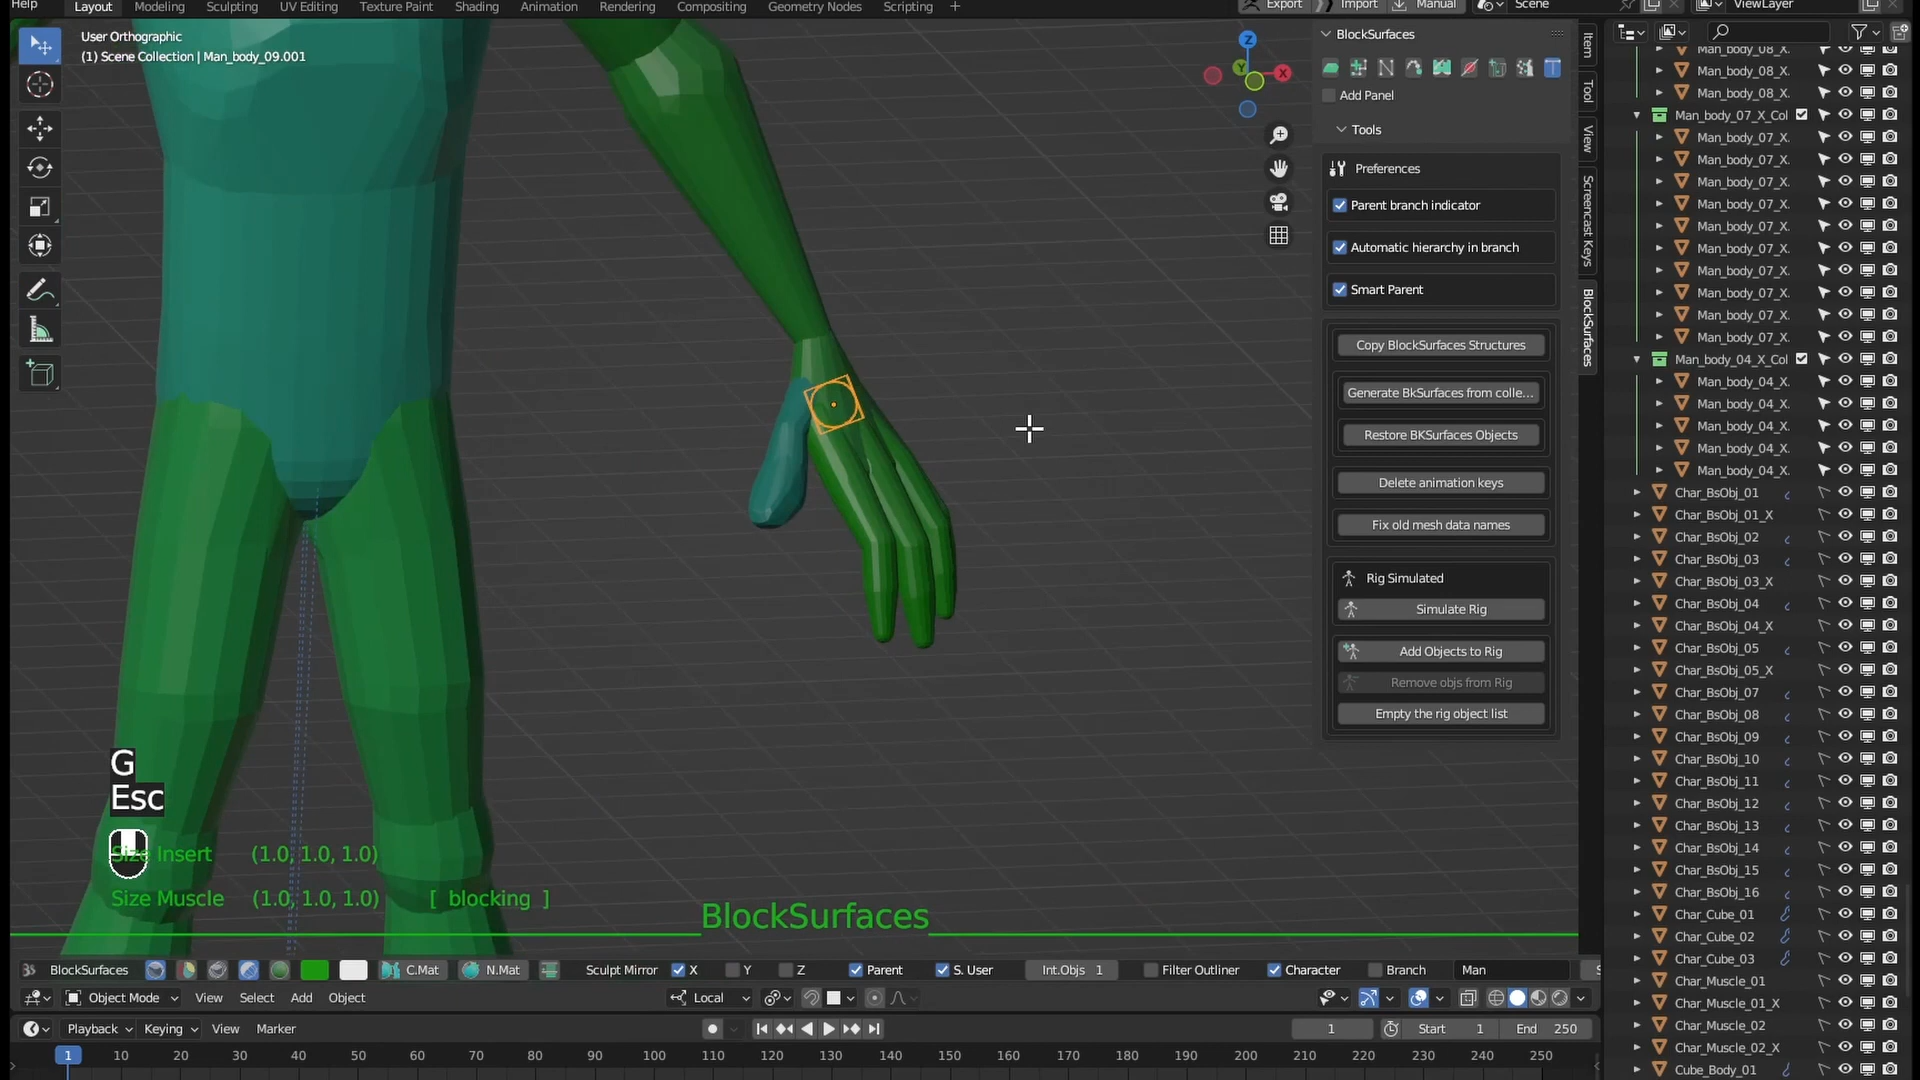 Help
Layout
Modeling
Sculpting
UV Editing
Texture Paint
Shading
Animation
Rendering
Compositing
Geometry Nodes
Scripting
+
Export
Import
Manual
Scene
ViewLayer
User Orthographic
(1) Scene Collection | Man_body_09.001
Z
Y
X
BlockSurfaces
Add Panel
Tools
Preferences
Parent branch indicator
Automatic hierarchy in branch
Smart Parent
Copy BlockSurfaces Structures
Generate BkSurfaces from colle...
Restore BKSurfaces Objects
Delete animation keys
Fix old mesh data names
Rig Simulated
Simulate Rig
Add Objects to Rig
Remove objs from Rig
Empty the rig object list
Item
Tool
View
Screencast Keys
BlockSurfaces
Man_body_08_X.
Man_body_08_X.
Man_body_08_X.
Man_body_07_X_Col
Man_body_07_X.
Man_body_07_X.
Man_body_07_X.
Man_body_07_X.
Man_body_07_X.
Man_body_07_X.
Man_body_07_X.
Man_body_07_X.
Man_body_07_X.
Man_body_07_X.
Man_body_04_X_Col
Man_body_04_X.
Man_body_04_X.
Man_body_04_X.
Man_body_04_X.
Man_body_04_X.
Char_BsObj_01
Char_BsObj_01_X
Char_BsObj_02
Char_BsObj_03
Char_BsObj_03_X
Char_BsObj_04
Char_BsObj_04_X
Char_BsObj_05
Char_BsObj_05_X
Char_BsObj_07
Char_BsObj_08
Char_BsObj_09
Char_BsObj_10
Char_BsObj_11
Char_BsObj_12
Char_BsObj_13
Char_BsObj_14
Char_BsObj_15
Char_BsObj_16
Char_Cube_01
Char_Cube_02
Char_Cube_03
Char_Muscle_01
Char_Muscle_01_X
Char_Muscle_02
Char_Muscle_02_X
Cube_Body_01
G
Esc
Size Insert (1.0, 1.0, 1.0)
Size Muscle (1.0, 1.0, 1.0) [ blocking ]
BlockSurfaces
BlockSurfaces C.Mat N.Mat Sculpt Mirror X Y Z Parent S. User Int.Objs 1 Filter Outliner Character Branch Man S
Object Mode View Select Add Object Local
Playback Keying View Marker 1 Start 1 End 250
1 10 20 30 40 50 60 70 80 90 100 110 120 130 140 150 160 170 180 190 200 210 220 230 240 250